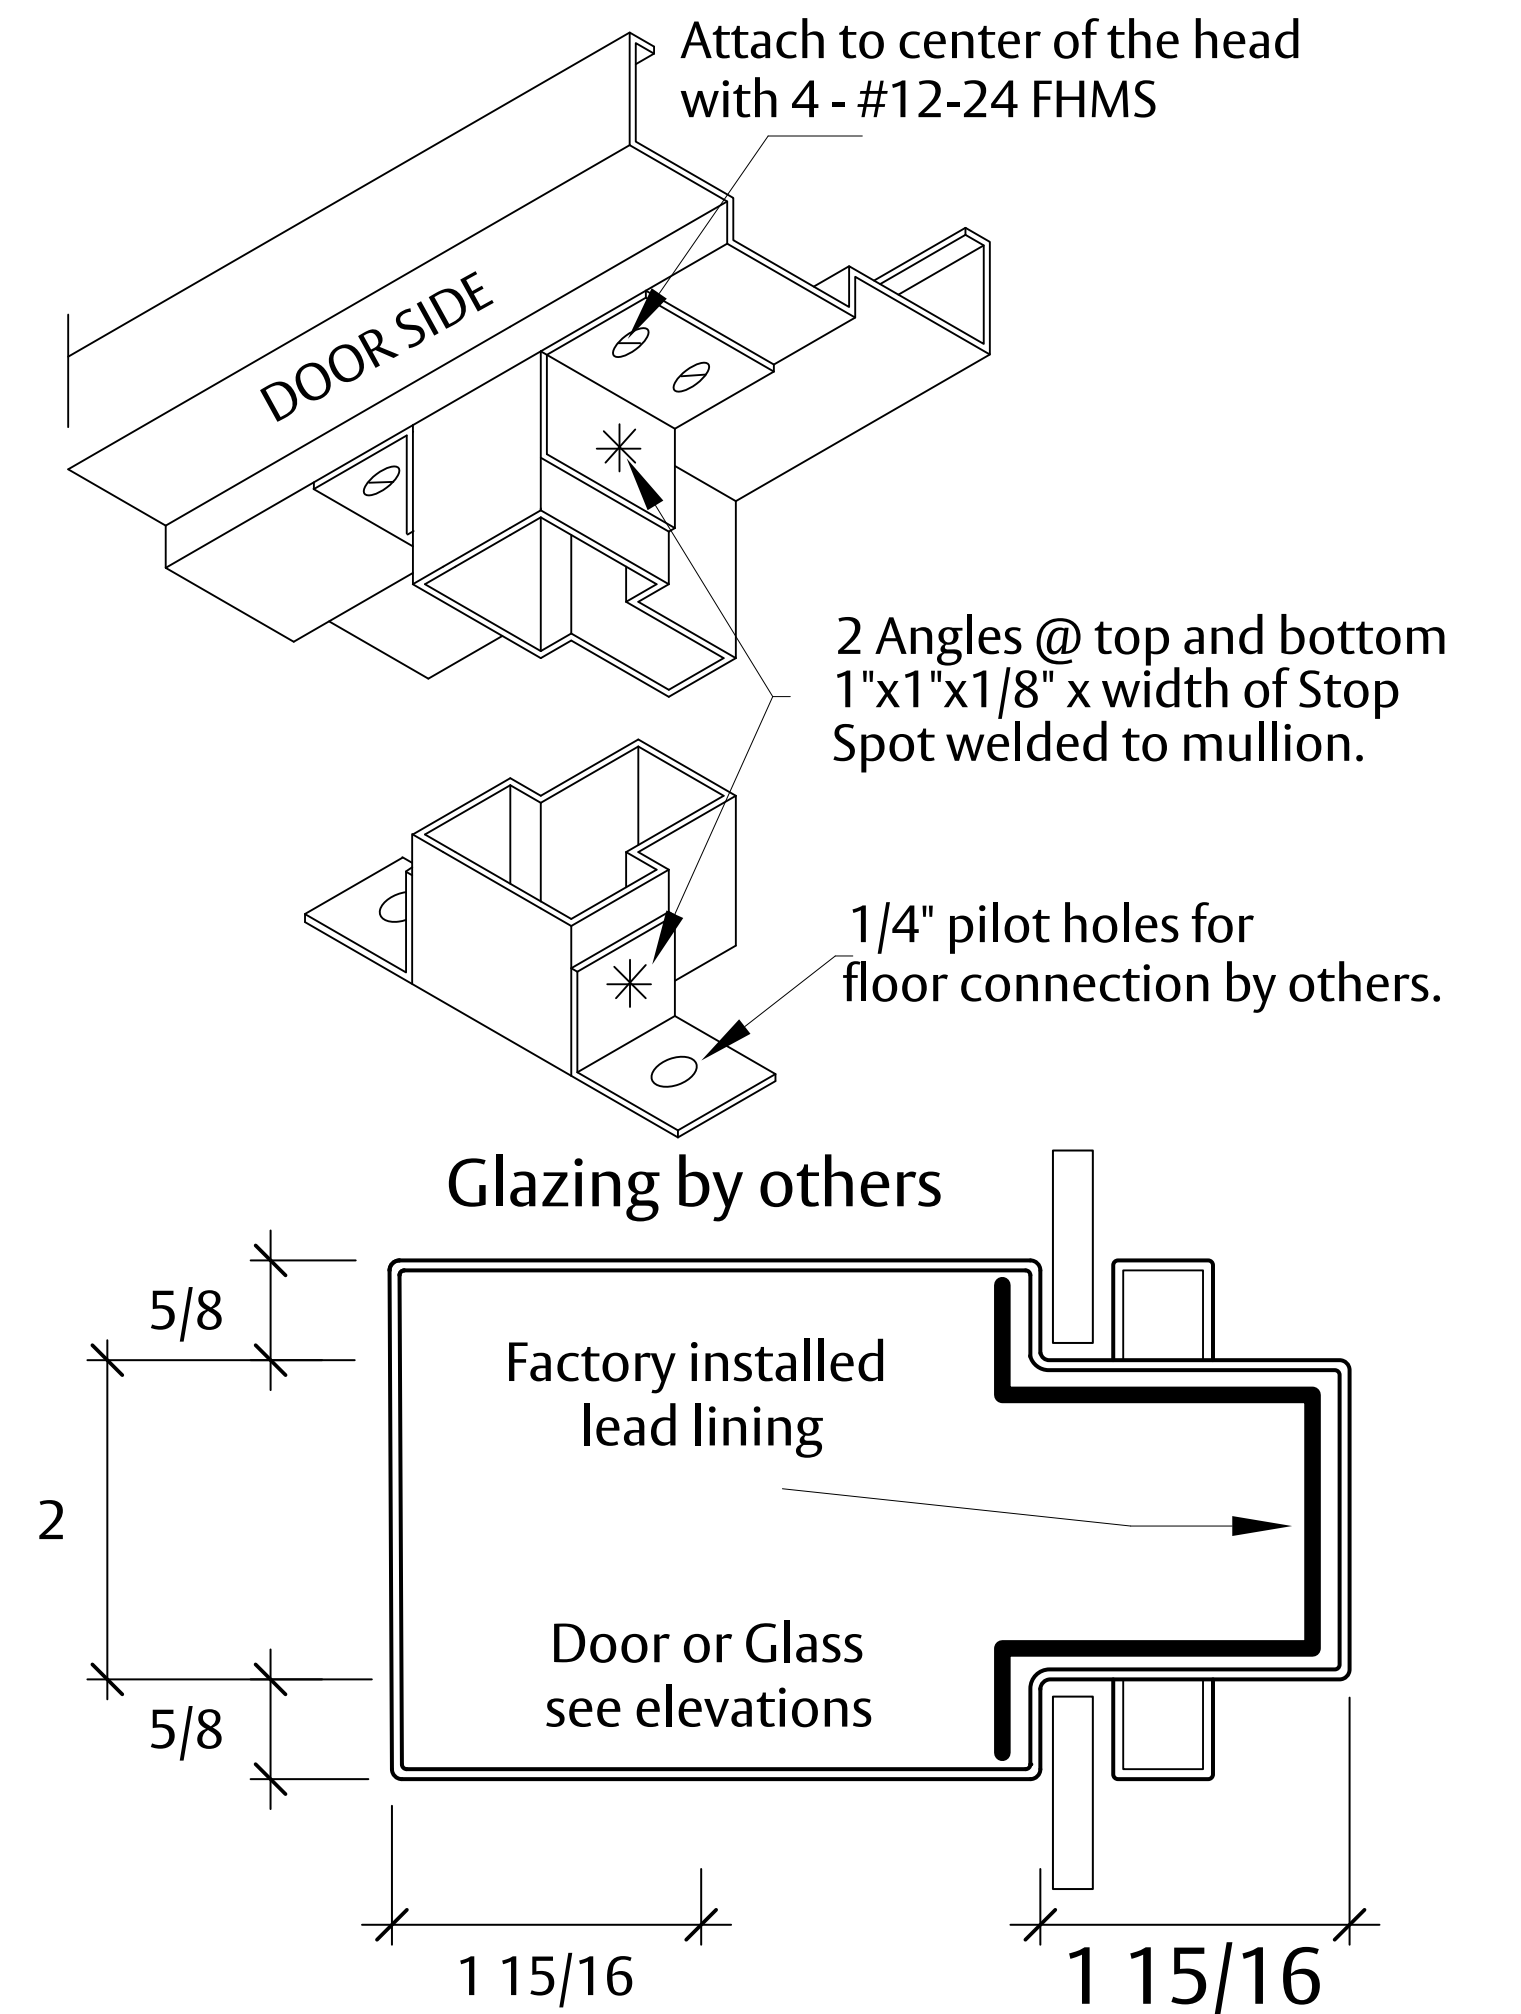 Attach to center of the head
with 4 - #12-24 FHMS
DOOR SIDE
2 Angles @ top and bottom
1"x1"x1/8" x width of Stop
Spot welded to mullion.
1/4" pilot holes for
floor connection by others.
Glazing by others
5/8
Factory installed
lead lining
2
Door or Glass
see elevations
5/8
1 15/16
1 15/16